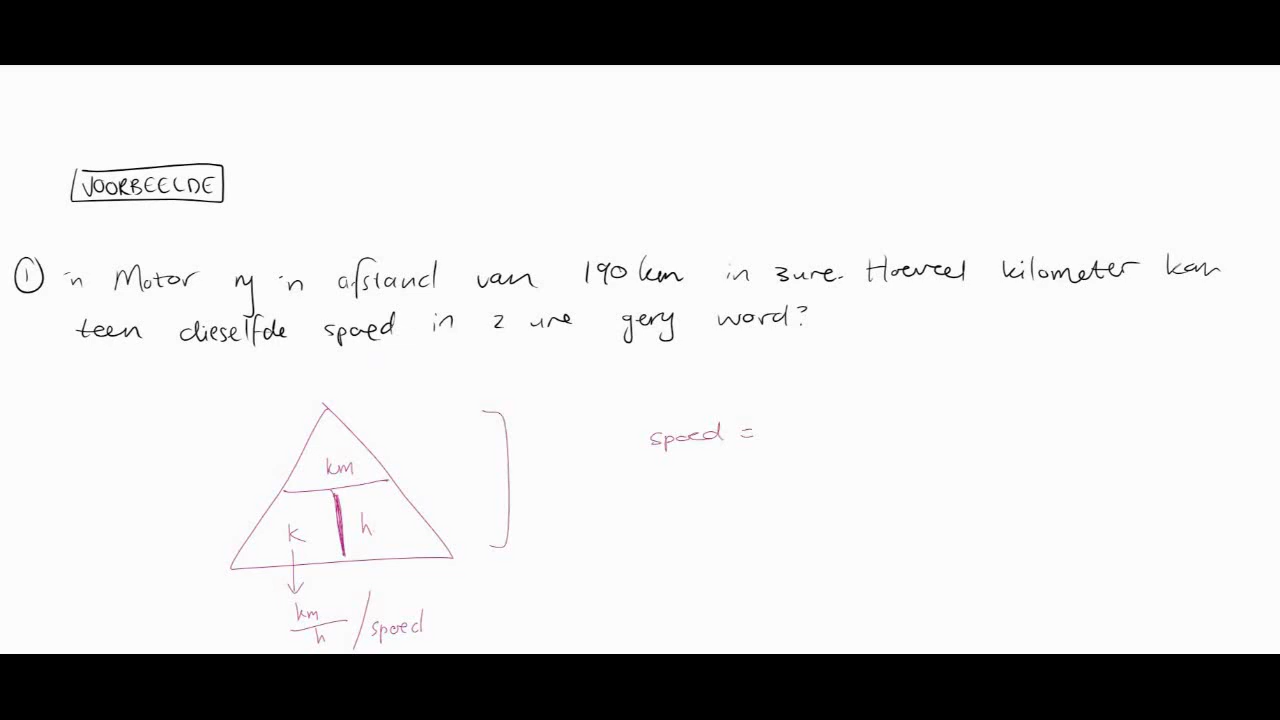 VOORBEELDE
① 'n Motor ry 'n afstand van 190 km in 3 ure. Hoeveel kilometer kan
teen dieselfde spoed in 2 ure gery word?
km
k h
km/h / spoed
spoed =